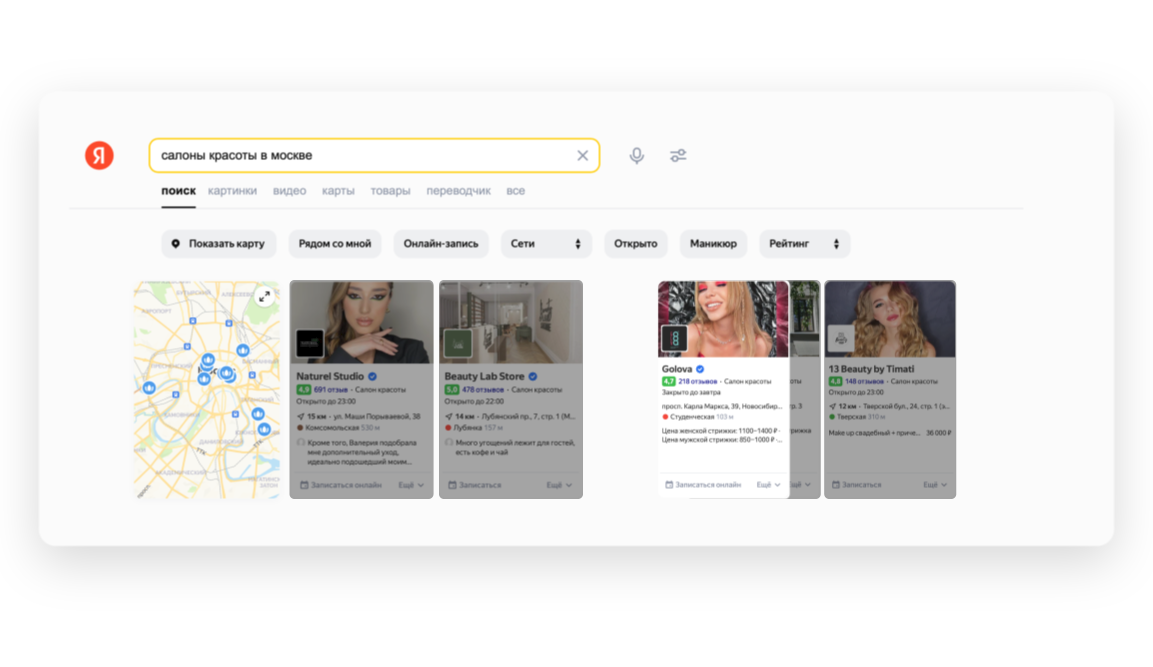 Я
салоны красоты в москве
поиск картинки видео карты товары переводчик все
Показать карту Рядом со мной Онлайн-запись Сети Открыто Маникюр Рейтинг
Naturel Studio
4,9 691 отзыв • Салон красоты
Открыто до 23:00
15 км • ул. Маши Порываевой, 38
Комсомольская 530 м
Кроме того, Валерия подобрала
мне дополнительный уход,
идеально подошедший моим...
Записаться онлайн Ещё
Beauty Lab Store
5,0 478 отзывов • Салон красоты
Открыто до 22:00
14 км • Лубянский пр., 7, стр. 1 (М...
Лубянка 157 м
Много угощений лежит для гостей,
есть кофе и чай
Записаться Ещё
Golova
4,7 218 отзывов • Салон красоты
Закрыто до завтра
просп. Карла Маркса, 39, Новосибир...
Студенческая 103 м
Цена женской стрижки: 1100–1400 ₽ •
Цена мужской стрижки: 850–1000 ₽ •...
Записаться онлайн Ещё
13 Beauty by Timati
4,8 148 отзывов • Салон красоты
Открыто до 23:00
12 км • Тверской бул., 24, стр. 1 (э...
Тверская 310 м
Make up свадебный + приче... 36 000 ₽
Записаться Ещё